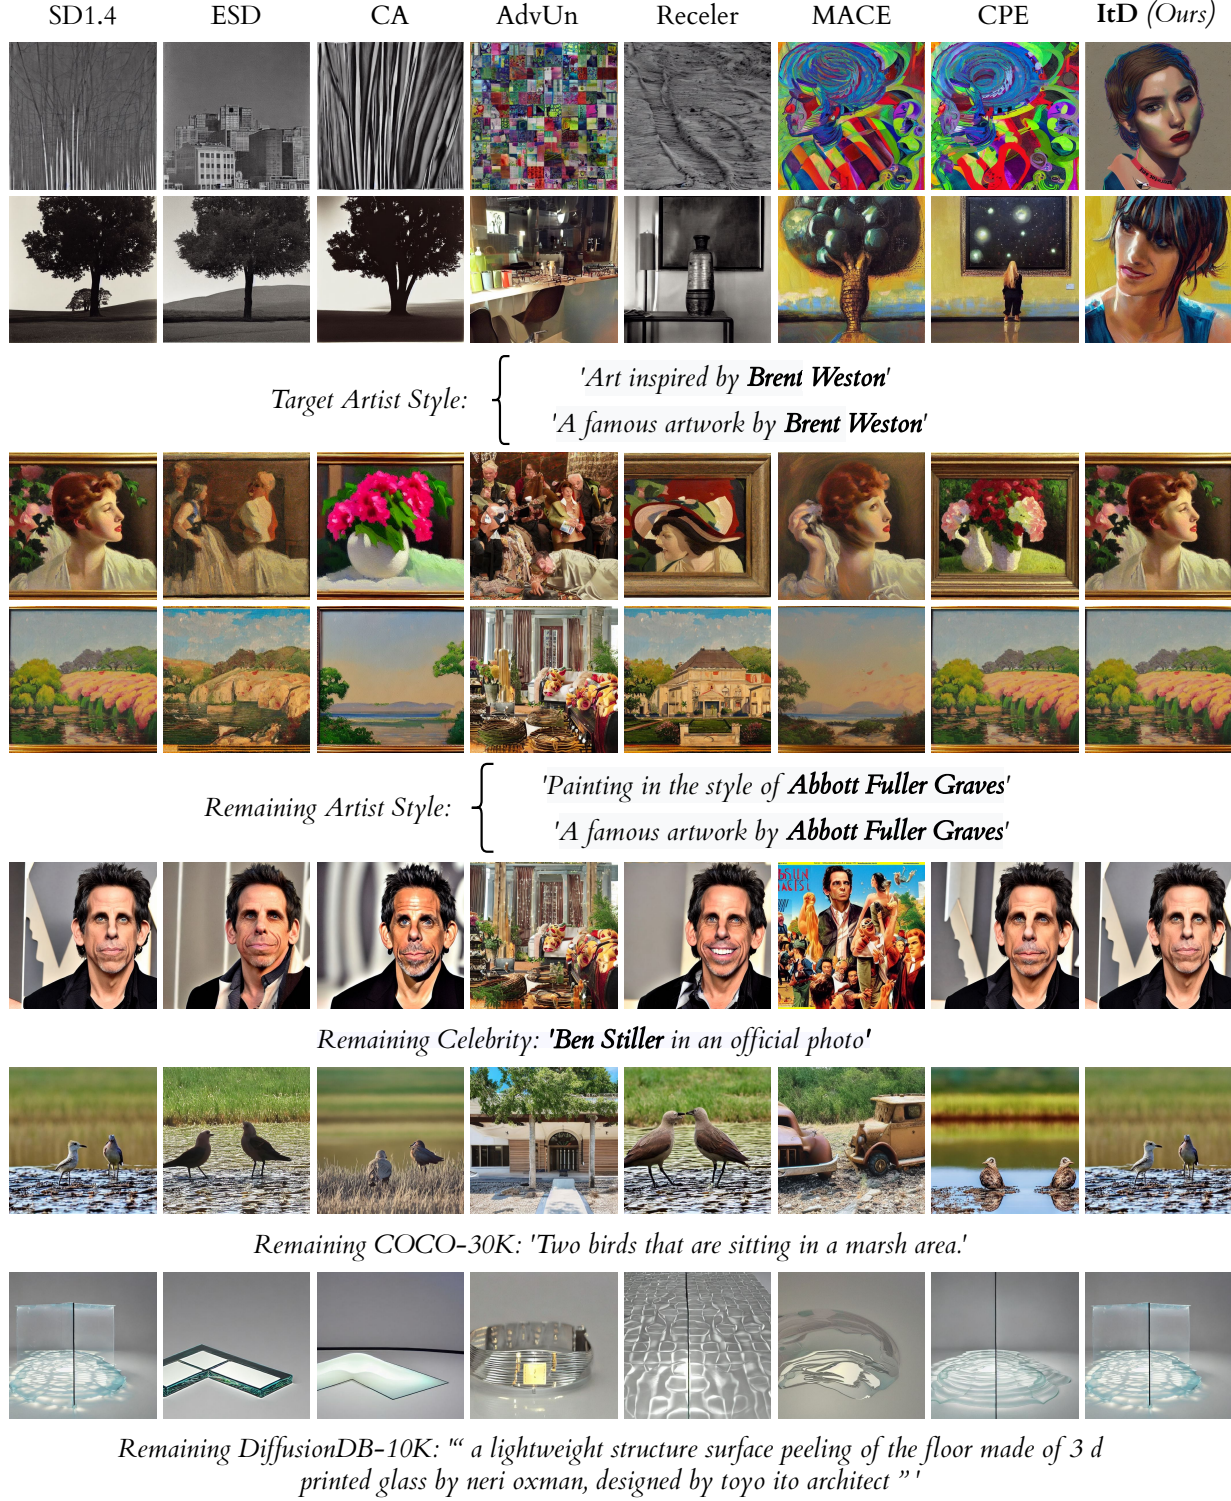 SD1.4 ESD CA AdvUn Receler MACE CPE ItD (Ours)
Target Artist Style:
'Art inspired by Brent Weston'
'A famous artwork by Brent Weston'
Remaining Artist Style:
'Painting in the style of Abbott Fuller Graves'
'A famous artwork by Abbott Fuller Graves'
Remaining Celebrity: 'Ben Stiller in an official photo'
Remaining COCO-30K: 'Two birds that are sitting in a marsh area.'
Remaining DiffusionDB-10K: '“ a lightweight structure surface peeling of the floor made of 3 d
printed glass by neri oxman, designed by toyo ito architect ” '